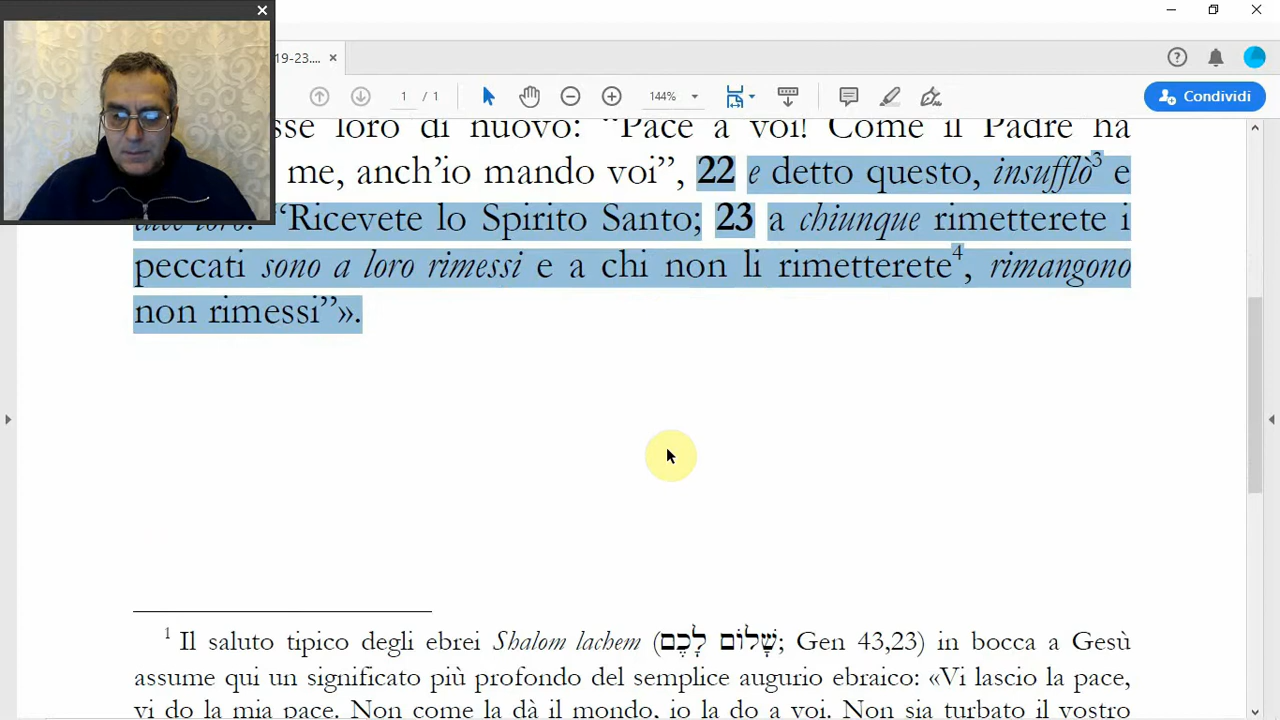 19-23....
1 / 1
144%
Condividi
sse loro di nuovo: “Pace a voi! Come il Padre ha
me, anch’io mando voi”, 22 e detto questo, insufflò3 e
loro: “Ricevete lo Spirito Santo; 23 a chiunque rimetterete i
peccati sono a loro rimessi e a chi non li rimetterete4, rimangono
non rimessi”».
1 Il saluto tipico degli ebrei Shalom lachem (שָׁלוֹם לָכֶם; Gen 43,23) in bocca a Gesù
assume qui un significato più profondo del semplice augurio ebraico: «Vi lascio la pace,
vi do la mia pace. Non come la dà il mondo, io la do a voi. Non sia turbato il vostro